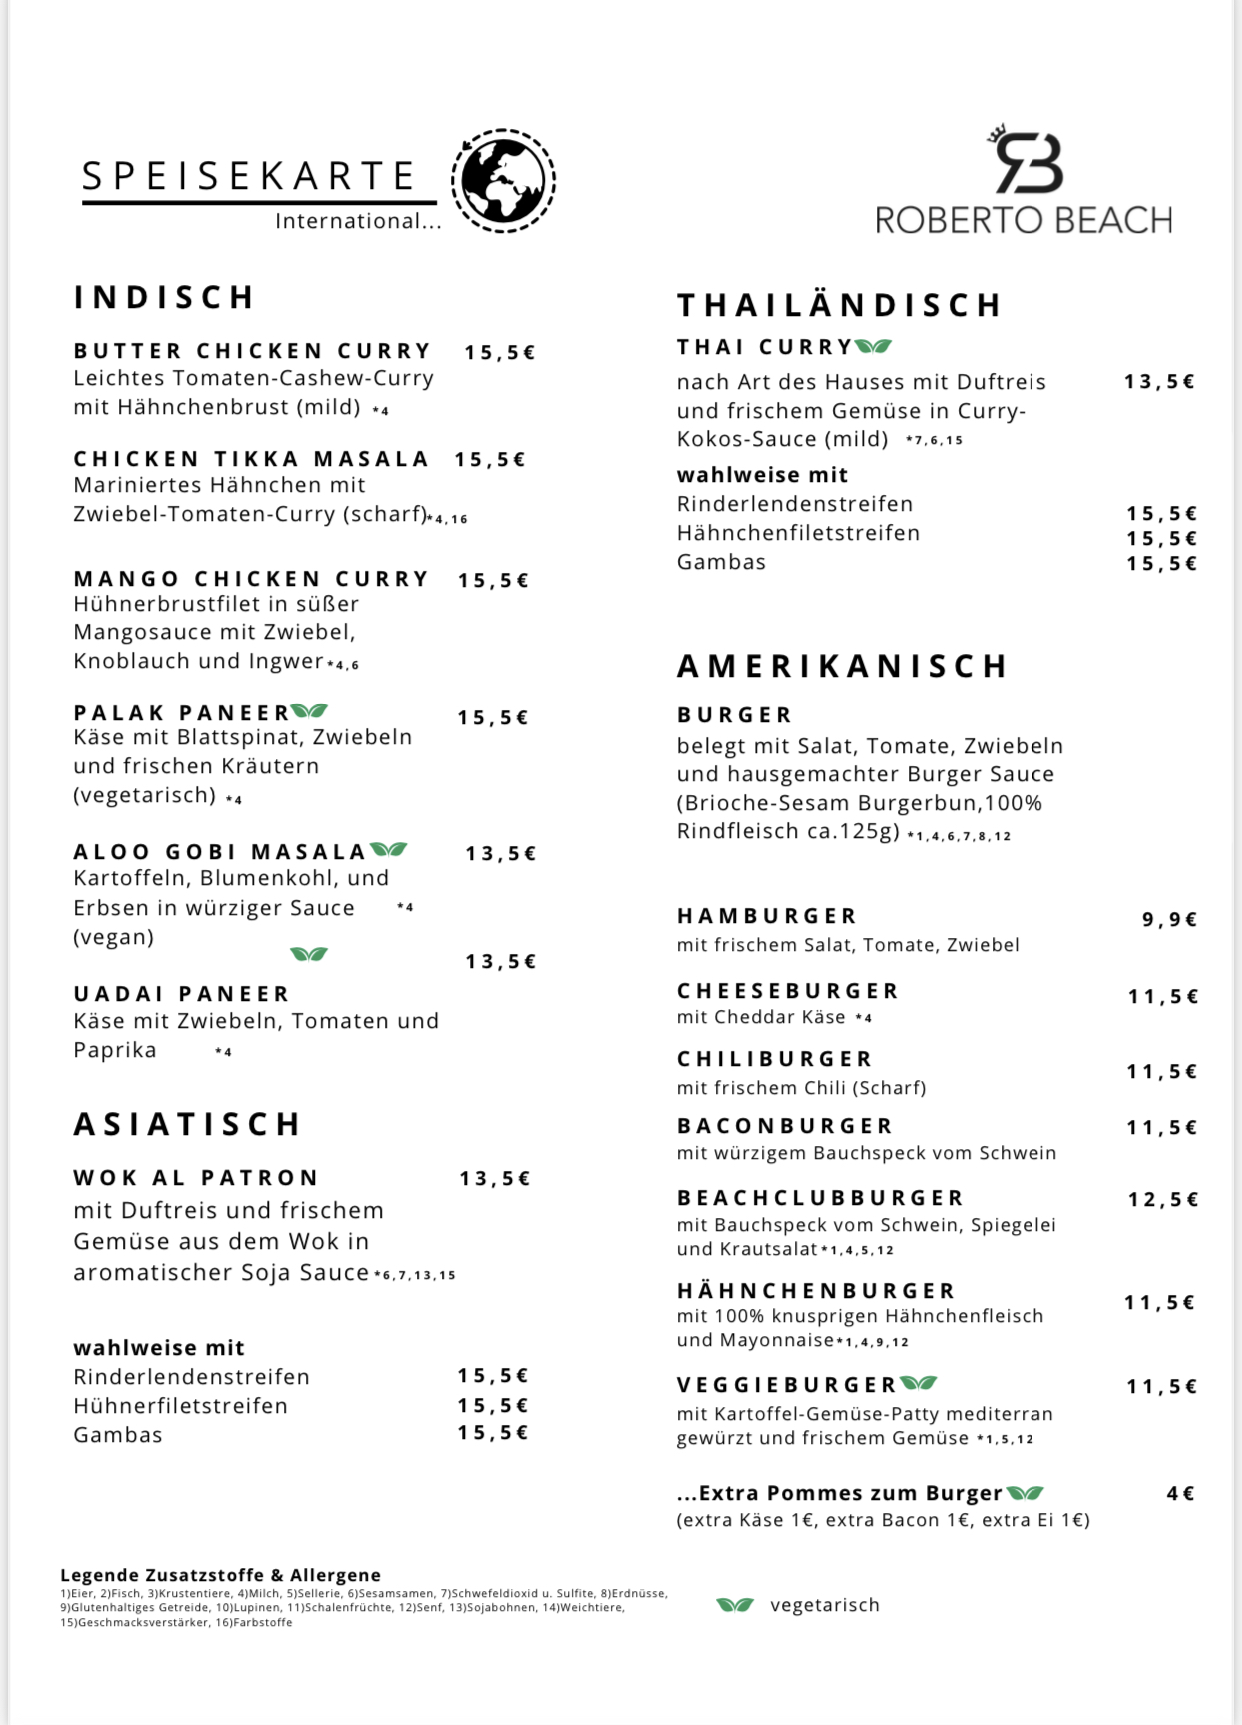 SPEISEKARTE
International...
RB
ROBERTO BEACH
INDISCH
BUTTER CHICKEN CURRY 15,5€
Leichtes Tomaten-Cashew-Curry
mit Hähnchenbrust (mild) *4
CHICKEN TIKKA MASALA 15,5€
Mariniertes Hähnchen mit
Zwiebel-Tomaten-Curry (scharf)*4,16
MANGO CHICKEN CURRY 15,5€
Hühnerbrustfilet in süßer
Mangosauce mit Zwiebel,
Knoblauch und Ingwer*4,6
PALAK PANEER 15,5€
Käse mit Blattspinat, Zwiebeln
und frischen Kräutern
(vegetarisch) *4
ALOO GOBI MASALA 13,5€
Kartoffeln, Blumenkohl, und
Erbsen in würziger Sauce *4
(vegan)
13,5€
UADAI PANEER
Käse mit Zwiebeln, Tomaten und
Paprika *4
ASIATISCH
WOK AL PATRON 13,5€
mit Duftreis und frischem
Gemüse aus dem Wok in
aromatischer Soja Sauce *6,7,13,15
wahlweise mit
Rinderlendenstreifen 15,5€
Hühnerfiletstreifen 15,5€
Gambas 15,5€
THAILÄNDISCH
THAI CURRY
nach Art des Hauses mit Duftreis 13,5€
und frischem Gemüse in Curry-
Kokos-Sauce (mild) *7,6,15
wahlweise mit
Rinderlendenstreifen 15,5€
Hähnchenfiletstreifen 15,5€
Gambas 15,5€
AMERIKANISCH
BURGER
belegt mit Salat, Tomate, Zwiebeln
und hausgemachter Burger Sauce
(Brioche-Sesam Burgerbun,100%
Rindfleisch ca.125g) *1,4,6,7,8,12
HAMBURGER 9,9€
mit frischem Salat, Tomate, Zwiebel
CHEESEBURGER 11,5€
mit Cheddar Käse *4
CHILIBURGER 11,5€
mit frischem Chili (Scharf)
BACONBURGER 11,5€
mit würzigem Bauchspeck vom Schwein
BEACHCLUBBURGER 12,5€
mit Bauchspeck vom Schwein, Spiegelei
und Krautsalat*1,4,5,12
HÄHNCHENBURGER 11,5€
mit 100% knusprigen Hähnchenfleisch
und Mayonnaise*1,4,9,12
VEGGIEBURGER 11,5€
mit Kartoffel-Gemüse-Patty mediterran
gewürzt und frischem Gemüse *1,5,12
...Extra Pommes zum Burger 4€
(extra Käse 1€, extra Bacon 1€, extra Ei 1€)
Legende Zusatzstoffe & Allergene
1)Eier, 2)Fisch, 3)Krustentiere, 4)Milch, 5)Sellerie, 6)Sesamsamen, 7)Schwefeldioxid u. Sulfite, 8)Erdnüsse,
9)Glutenhaltiges Getreide, 10)Lupinen, 11)Schalenfrüchte, 12)Senf, 13)Sojabohnen, 14)Weichtiere,
15)Geschmacksverstärker, 16)Farbstoffe
vegetarisch